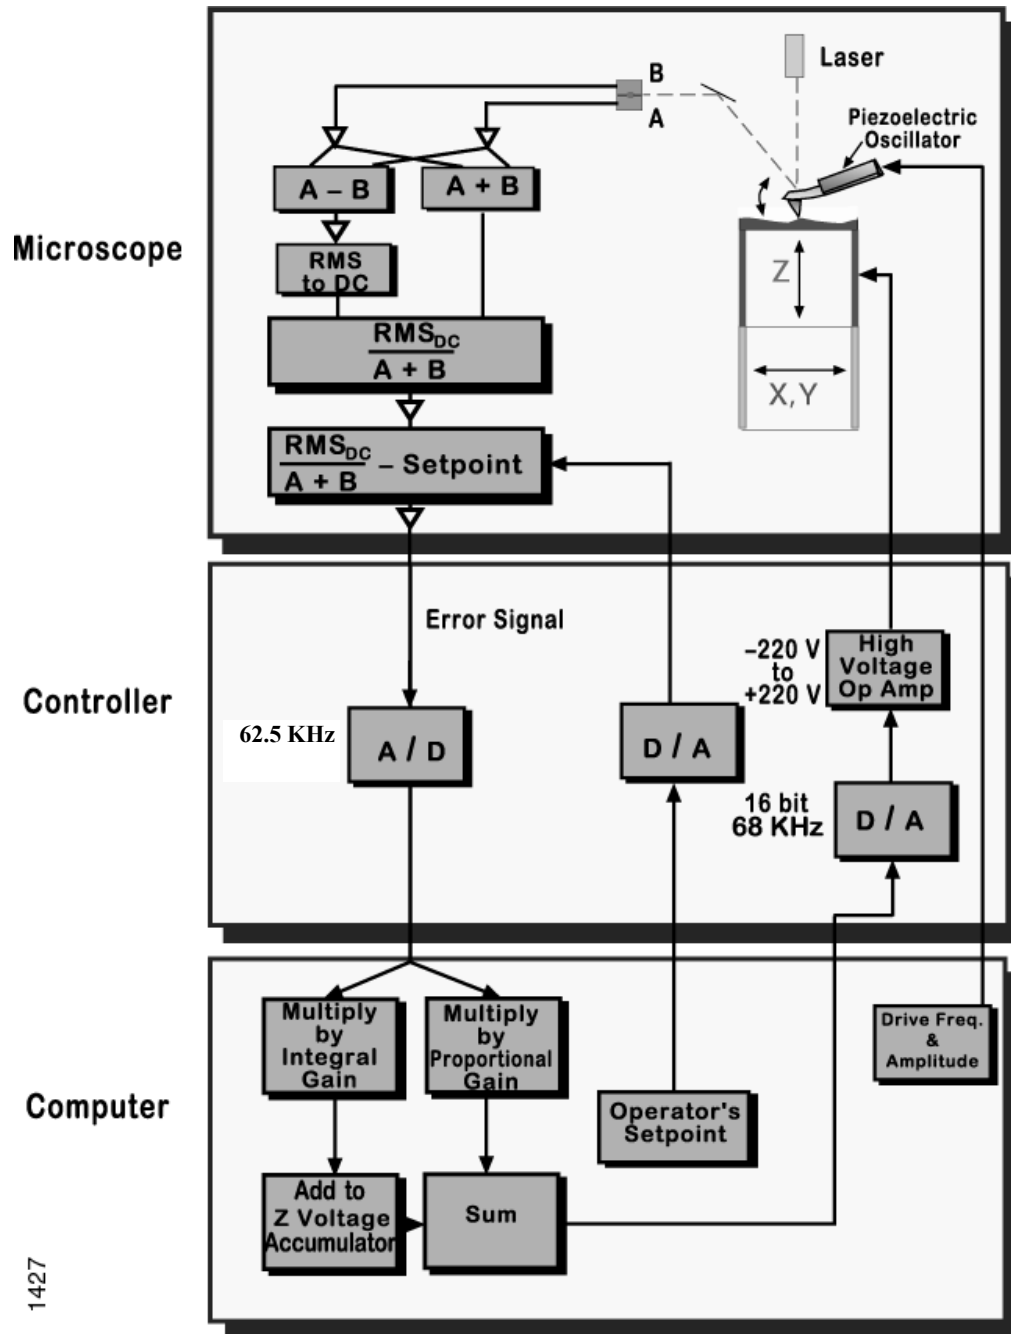 Laser
B
A
Piezoelectric
Oscillator
A – B
A + B
Microscope
RMS
to DC
Z
RMS_DC
A + B
X, Y
RMS_DC
A + B
– Setpoint
Error Signal
–220 V
to
+220 V
High
Voltage
Op Amp
Controller
62.5 KHz
A / D
D / A
16 bit
68 KHz
D / A
Multiply
by
Integral
Gain
Multiply
by
Proportional
Gain
Drive Freq.
&
Amplitude
Computer
Operator's
Setpoint
Add to
Z Voltage
Accumulator
Sum
1427